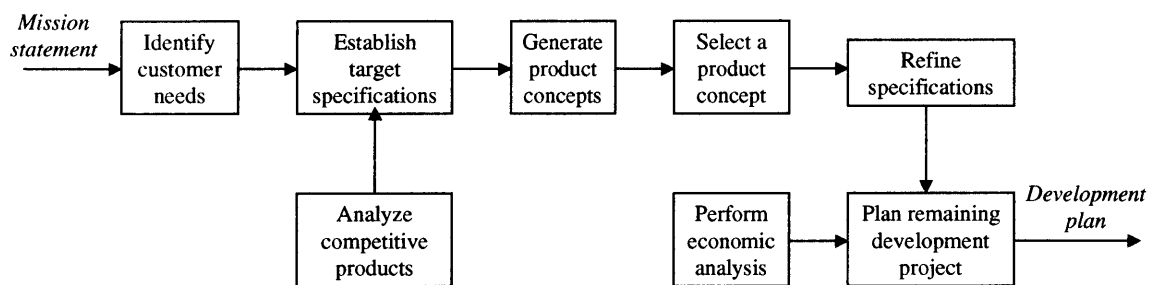 Mission
statement
Identify
customer
needs
Establish
target
specifications
Generate
product
concepts
Select a
product
concept
Refine
specifications
Analyze
competitive
products
Perform
economic
analysis
Plan remaining
development
project
Development
plan